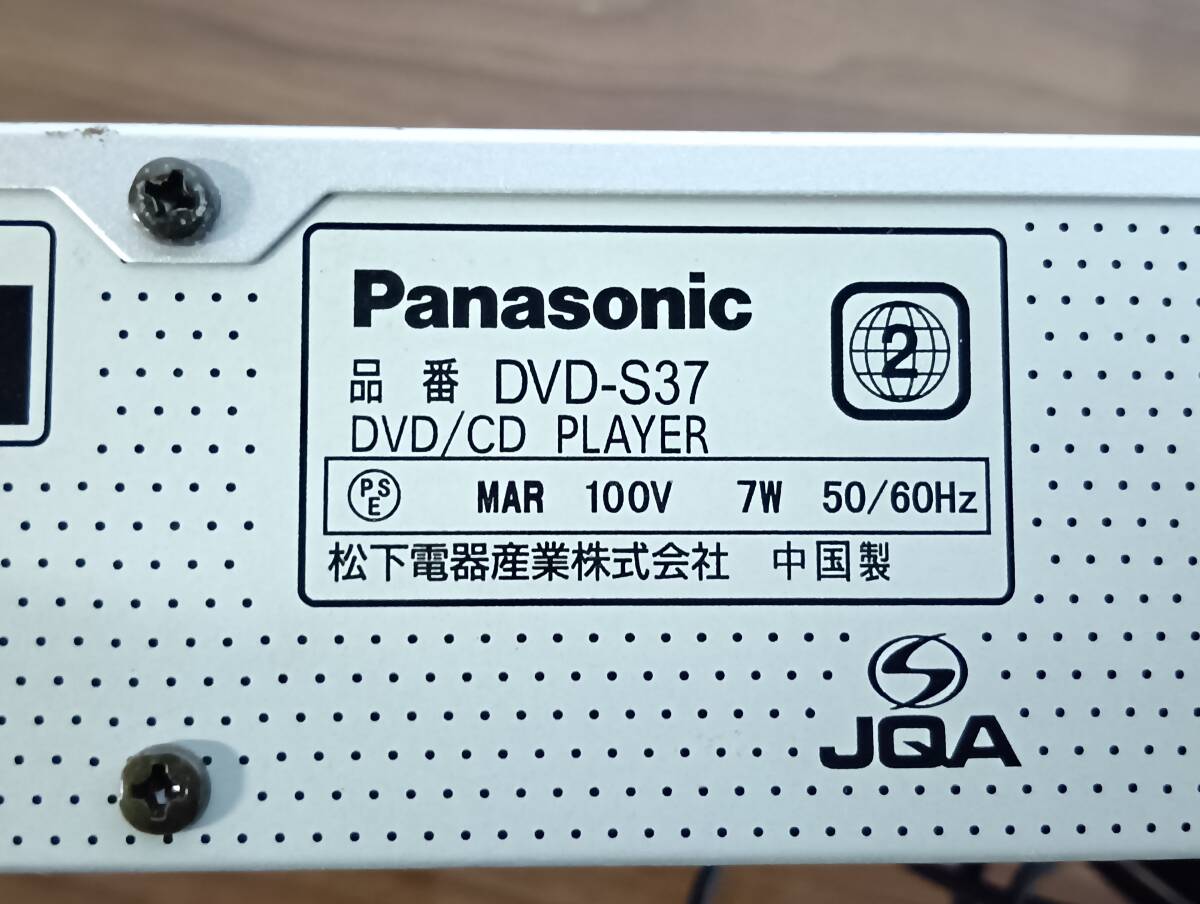 Panasonic
2
品番 DVD-S37
DVD/CD PLAYER
PSE MAR 100V 7W 50/60Hz
松下電器産業株式会社 中国製
JQA